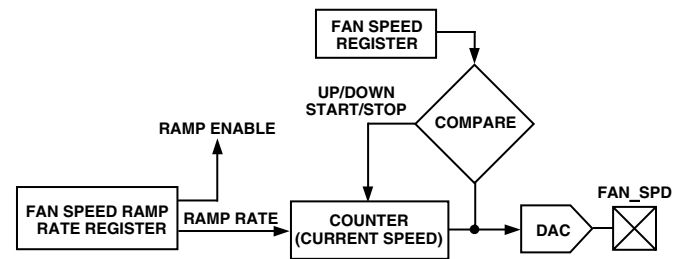 FAN SPEED
REGISTER
UP/DOWN
START/STOP
COMPARE
RAMP ENABLE
FAN_SPD
FAN SPEED RAMP
RATE REGISTER
RAMP RATE
COUNTER
(CURRENT SPEED)
DAC